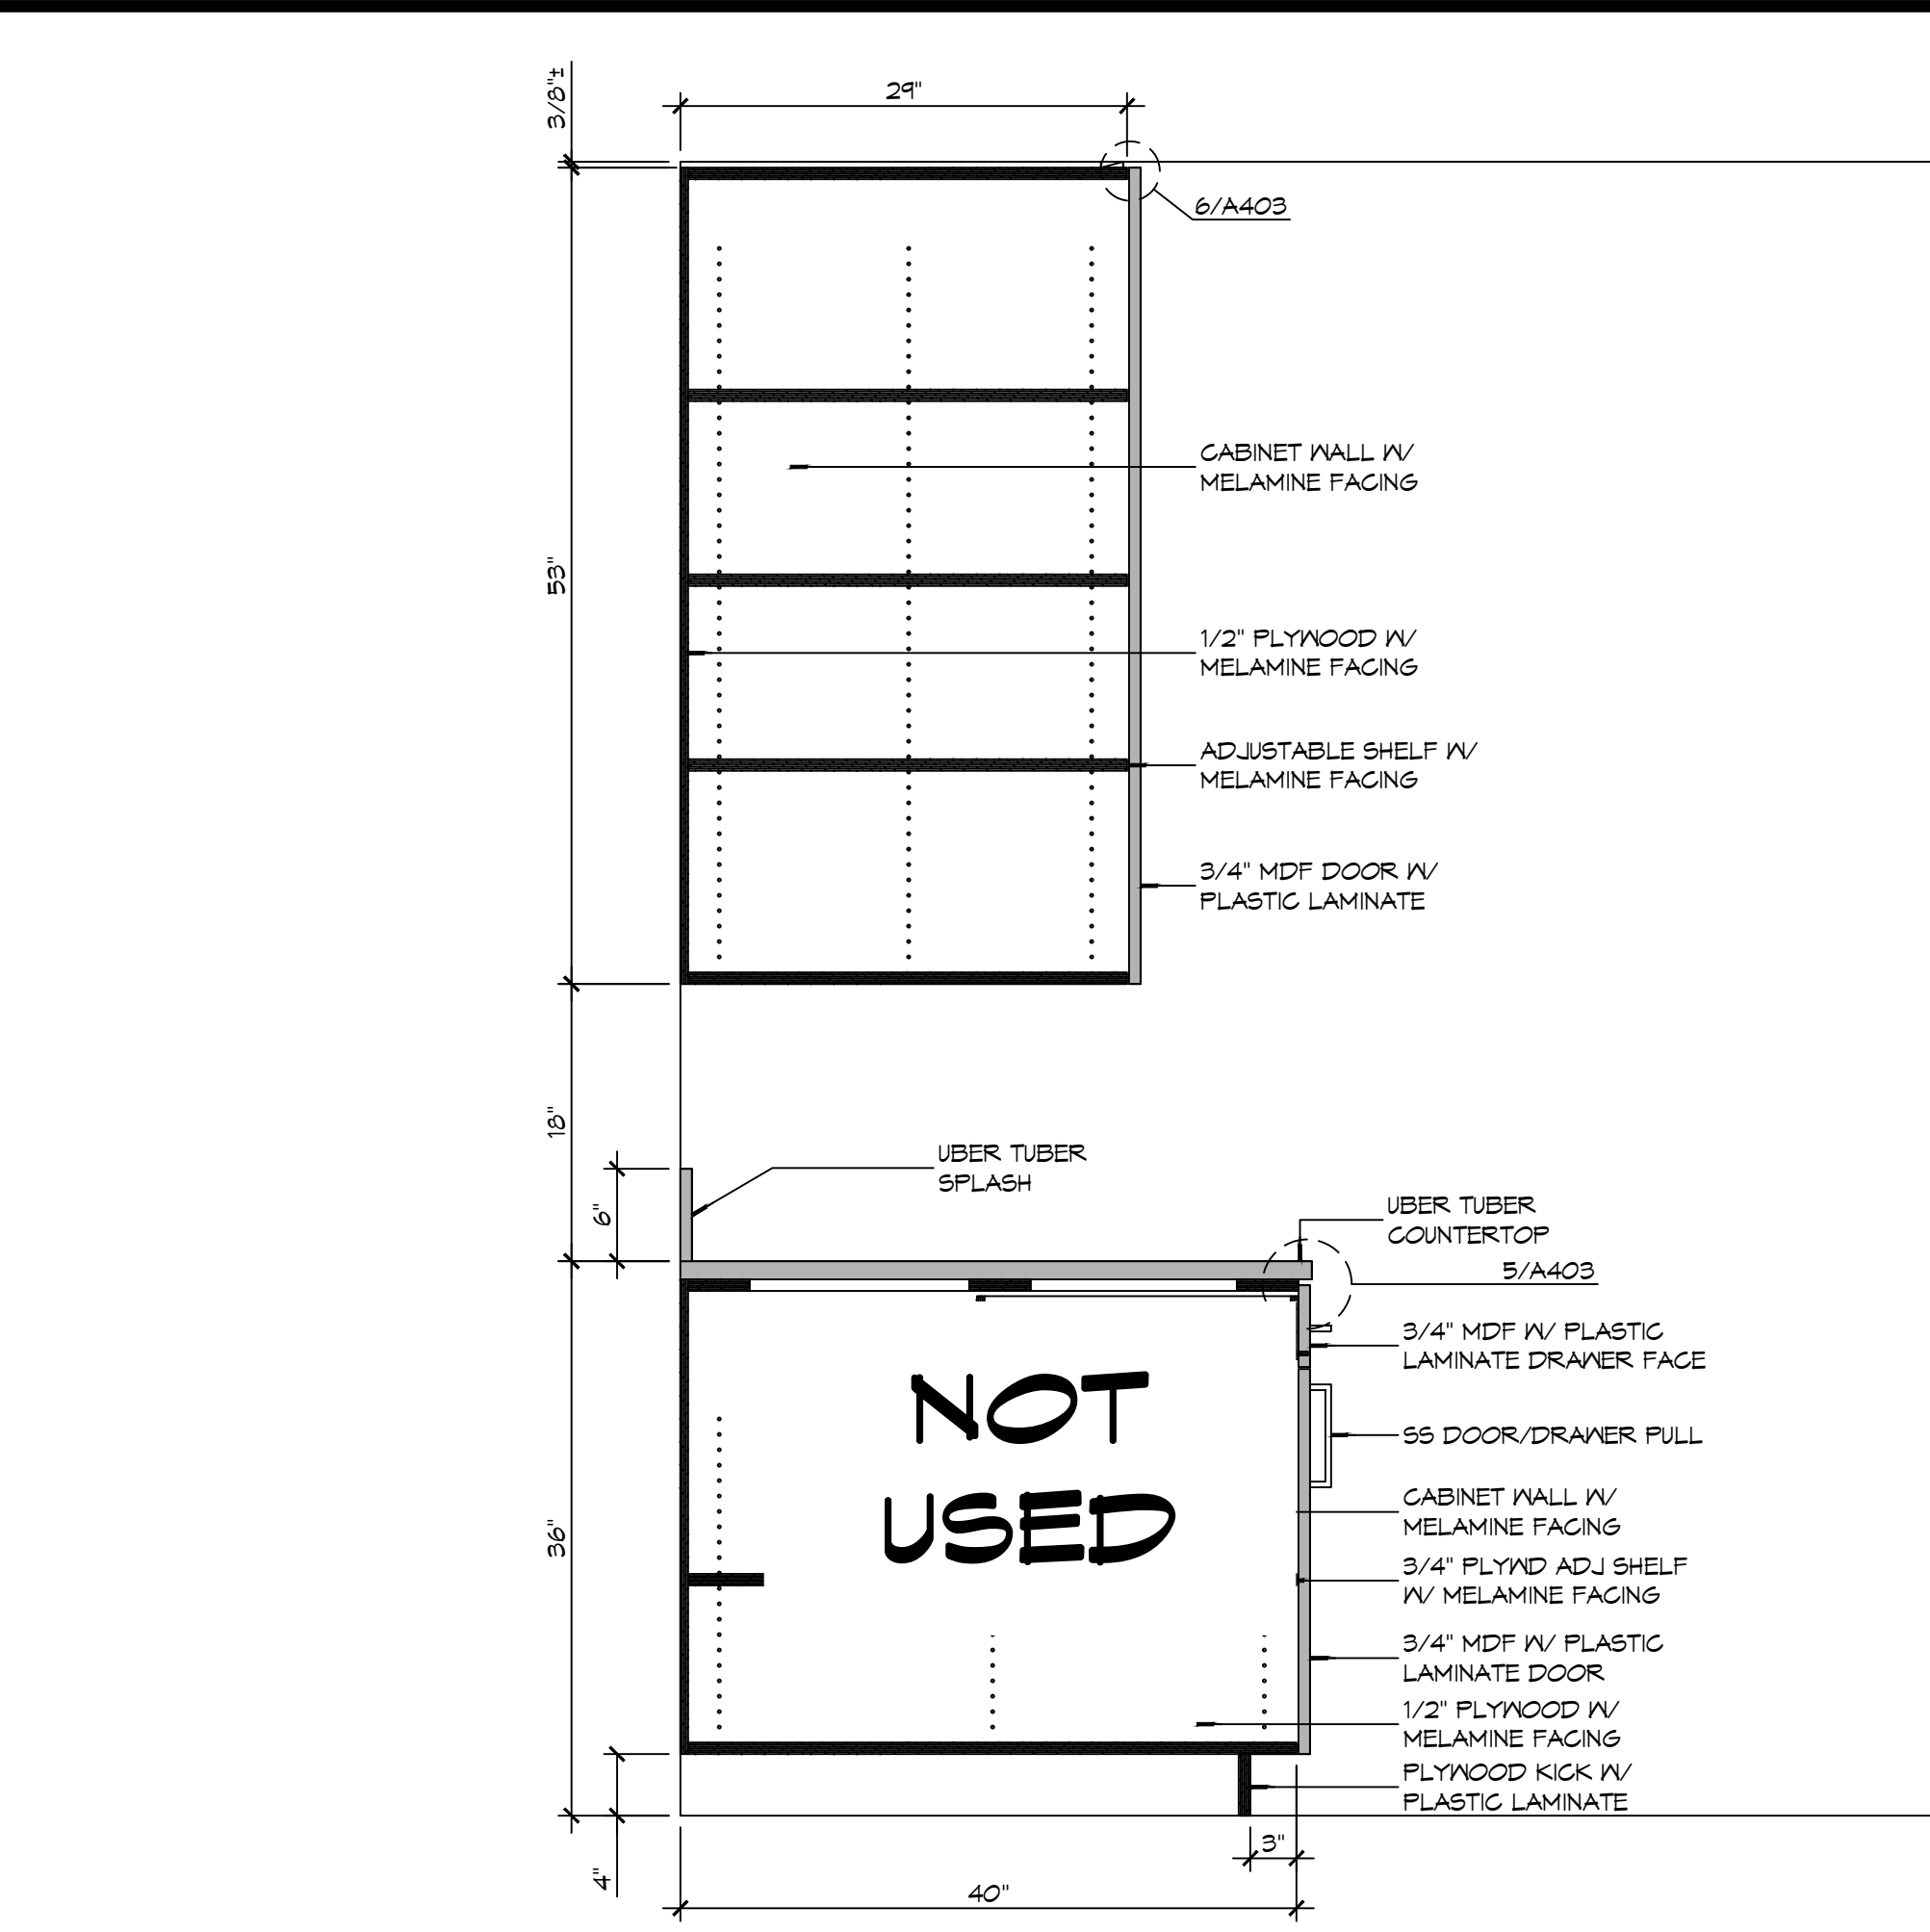 3/8"±
29"
6/A403
CABINET WALL W/
MELAMINE FACING
53"
1/2" PLYWOOD W/
MELAMINE FACING
ADJUSTABLE SHELF W/
MELAMINE FACING
3/4" MDF DOOR W/
PLASTIC LAMINATE
18"
UBER TUBER
SPLASH
6"
UBER TUBER
COUNTERTOP
5/A403
3/4" MDF W/ PLASTIC
LAMINATE DRAWER FACE
NOT
USED
SS DOOR/DRAWER PULL
CABINET WALL W/
MELAMINE FACING
36"
3/4" PLYWD ADJ SHELF
W/ MELAMINE FACING
3/4" MDF W/ PLASTIC
LAMINATE DOOR
1/2" PLYWOOD W/
MELAMINE FACING
PLYWOOD KICK W/
PLASTIC LAMINATE
3"
4"
40"